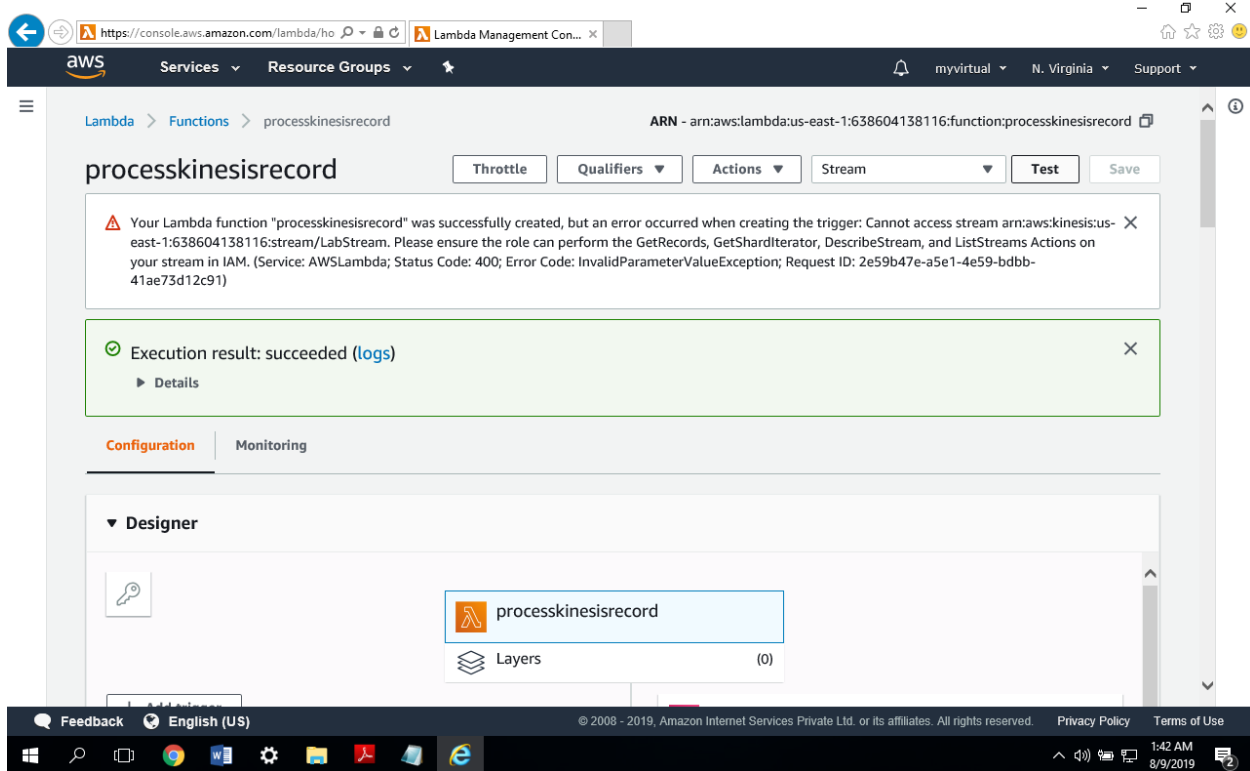 https://console.aws.amazon.com/lambda/ho
Lambda Management Con...
aws
Services
Resource Groups
myvirtual
N. Virginia
Support
Lambda > Functions > processkinesisrecord
ARN - arn:aws:lambda:us-east-1:638604138116:function:processkinesisrecord
processkinesisrecord
Throttle
Qualifiers
Actions
Stream
Test
Save
Your Lambda function "processkinesisrecord" was successfully created, but an error occurred when creating the trigger: Cannot access stream arn:aws:kinesis:us-
east-1:638604138116:stream/LabStream. Please ensure the role can perform the GetRecords, GetShardIterator, DescribeStream, and ListStreams Actions on
your stream in IAM. (Service: AWSLambda; Status Code: 400; Error Code: InvalidParameterValueException; Request ID: 2e59b47e-a5e1-4e59-bdbb-
41ae73d12c91)
Execution result: succeeded (logs)
Details
Configuration
Monitoring
Designer
processkinesisrecord
Layers
(0)
+ Add trigger
Feedback
English (US)
© 2008 - 2019, Amazon Internet Services Private Ltd. or its affiliates. All rights reserved.
Privacy Policy
Terms of Use
1:42 AM
8/9/2019
2